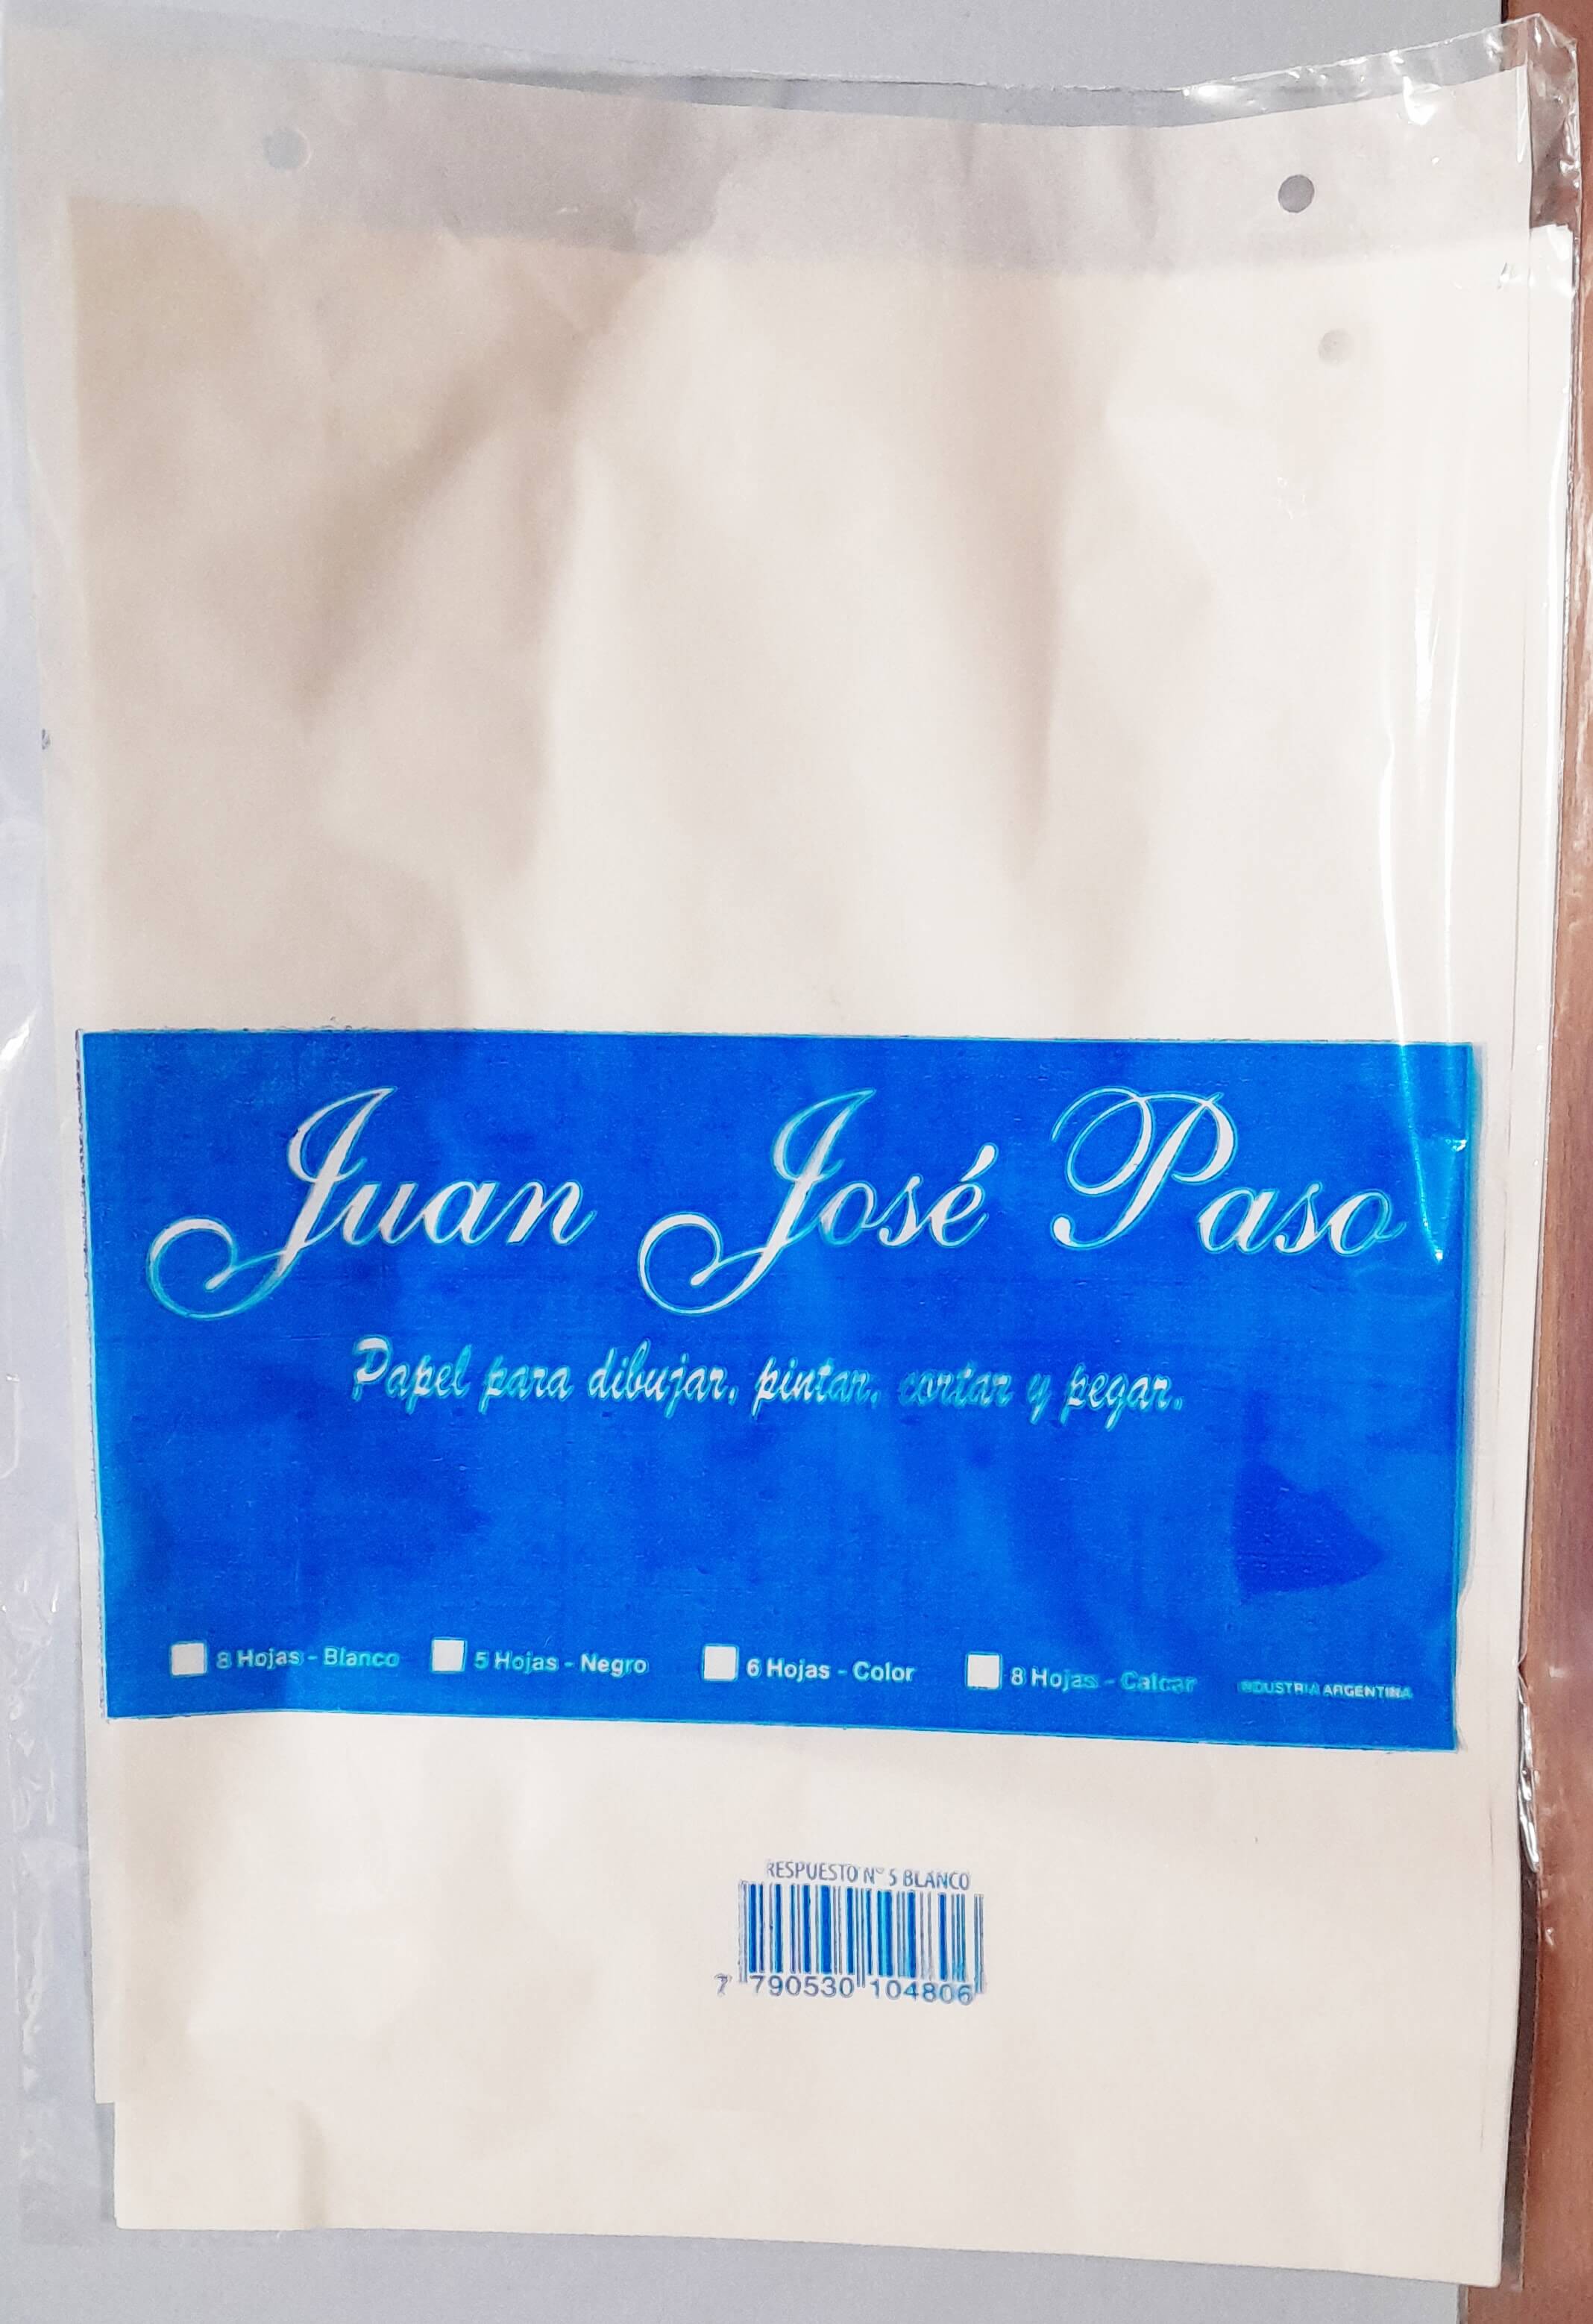 Juan José Paso
Papel para dibujar, pintar, cortar y pegar.
8 Hojas - Blanco 5 Hojas - Negro 6 Hojas - Color 8 Hojas - Calcar INDUSTRIA ARGENTINA
RESPUESTO N° 5 BLANCO
7 790530 104806